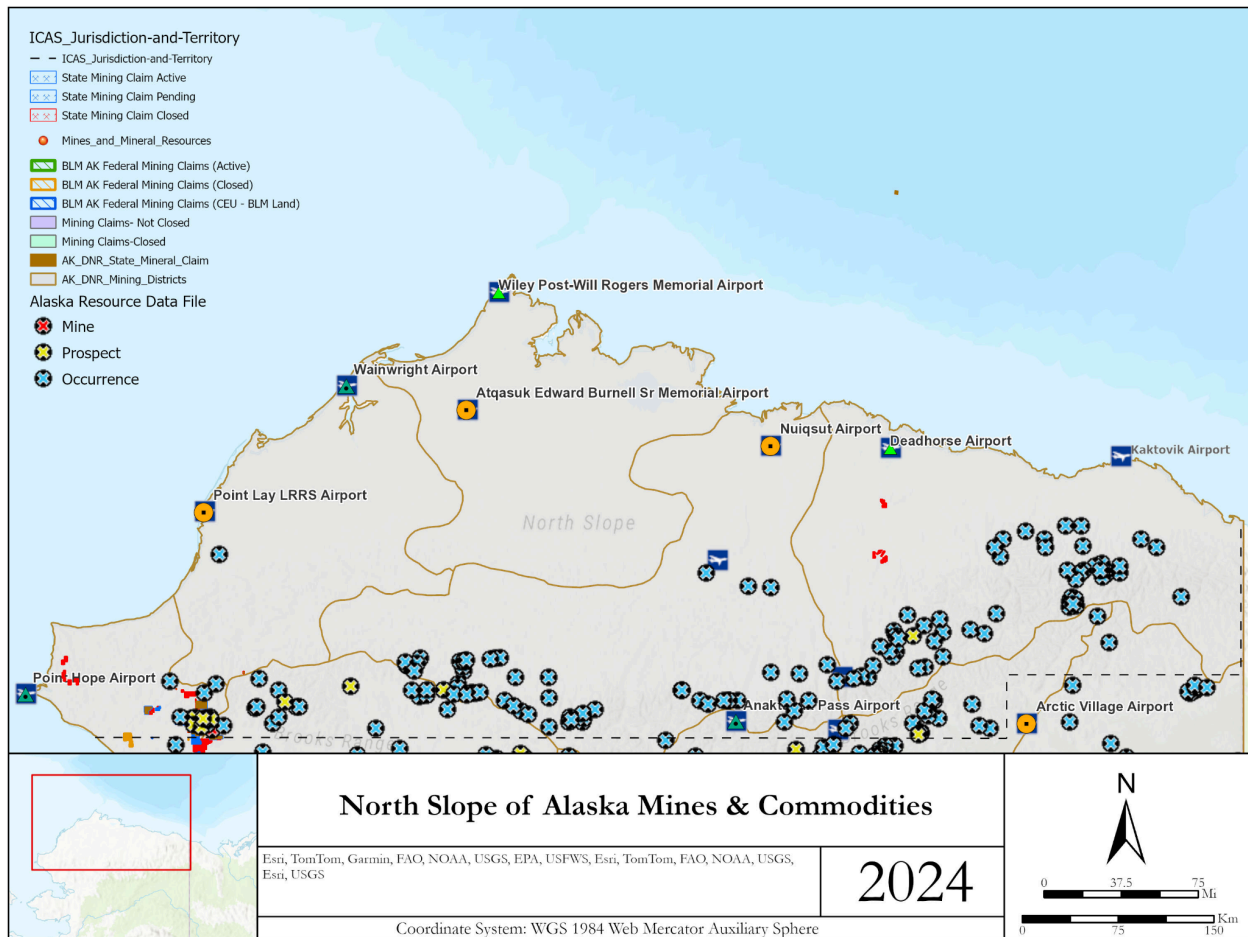 ICAS_Jurisdiction-and-Territory
ICAS_Jurisdiction-and-Territory
State Mining Claim Active
State Mining Claim Pending
State Mining Claim Closed
Mines_and_Mineral_Resources
BLM AK Federal Mining Claims (Active)
BLM AK Federal Mining Claims (Closed)
BLM AK Federal Mining Claims (CEU - BLM Land)
Mining Claims- Not Closed
Mining Claims-Closed
AK_DNR_State_Mineral_Claim
AK_DNR_Mining_Districts
Alaska Resource Data File
Mine
Prospect
Occurrence
Wiley Post-Will Rogers Memorial Airport
Wainwright Airport
Atqasuk Edward Burnell Sr Memorial Airport
Nuiqsut Airport
Deadhorse Airport
Kaktovik Airport
Point Lay LRRS Airport
North Slope
Point Hope Airport
Pass Airport
Arctic Village Airport
Brooks Range
North Slope of Alaska Mines & Commodities
Esri, TomTom, Garmin, FAO, NOAA, USGS, EPA, USFWS, Esri, TomTom, FAO, NOAA, USGS,
Esri, USGS
2024
Coordinate System: WGS 1984 Web Mercator Auxiliary Sphere
N
0 37.5 75
Mi
Km
0 75 150